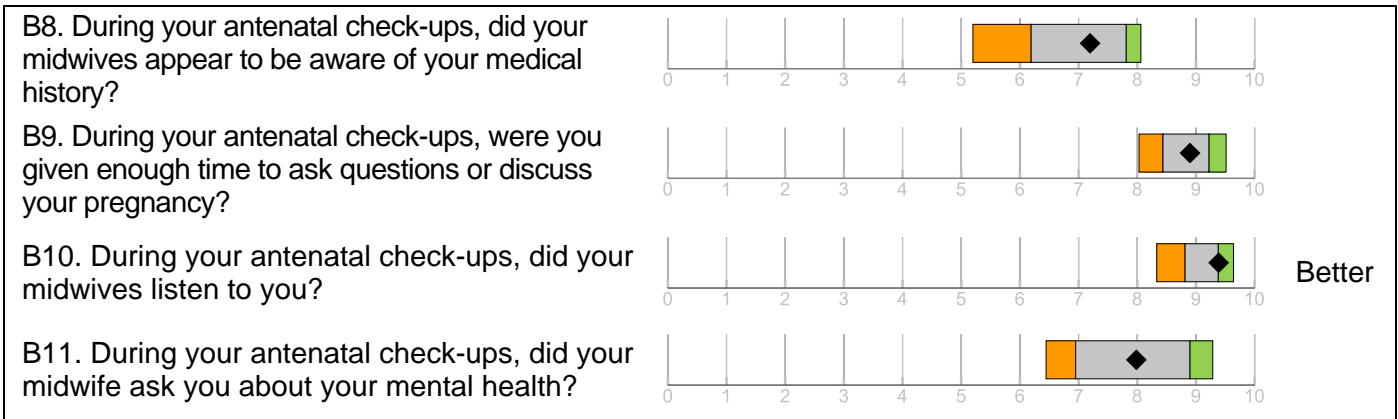 B8. During your antenatal check-ups, did your
midwives appear to be aware of your medical
history?
0 1 2 3 4 5 6 7 8 9 10
B9. During your antenatal check-ups, were you
given enough time to ask questions or discuss
your pregnancy?
0 1 2 3 4 5 6 7 8 9 10
B10. During your antenatal check-ups, did your
midwives listen to you?
Better
0 1 2 3 4 5 6 7 8 9 10
B11. During your antenatal check-ups, did your
midwife ask you about your mental health?
0 1 2 3 4 5 6 7 8 9 10